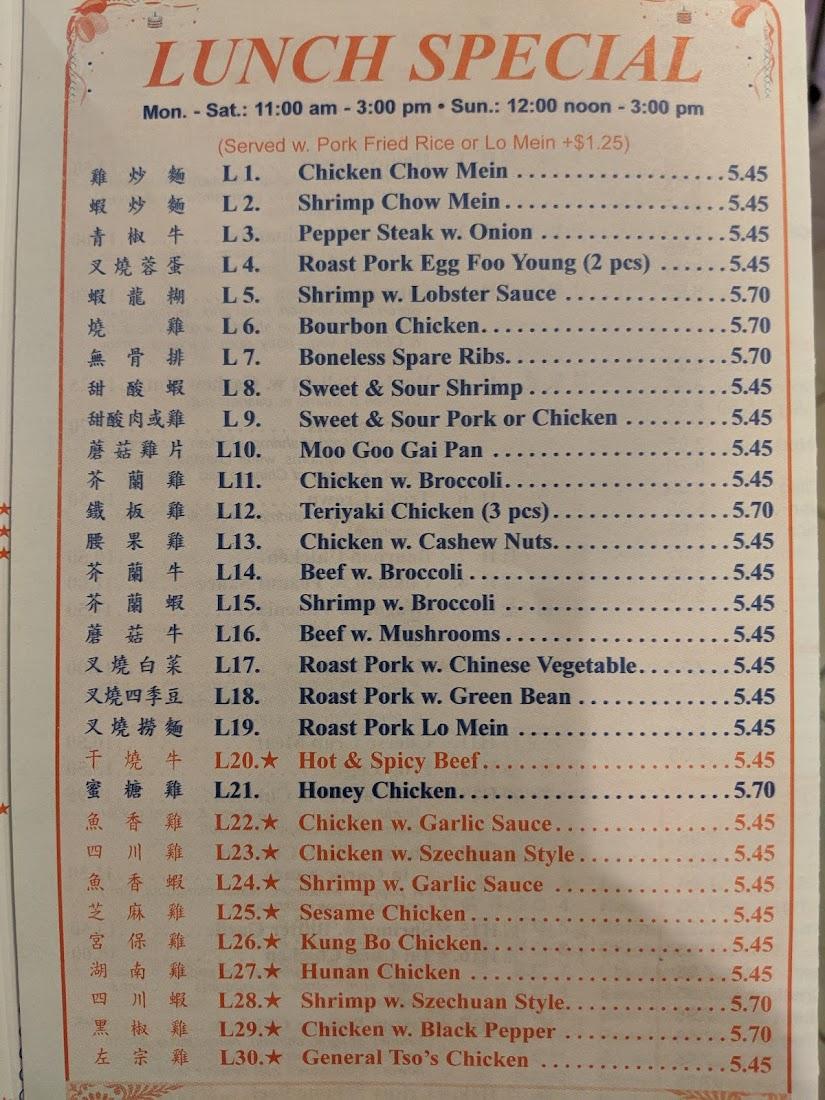 LUNCH SPECIAL
Mon. - Sat.: 11:00 am - 3:00 pm • Sun.: 12:00 noon - 3:00 pm
(Served w. Pork Fried Rice or Lo Mein +$1.25)
雞炒麵 L 1. Chicken Chow Mein ........................5.45
蝦炒麵 L 2. Shrimp Chow Mein.........................5.45
青椒牛 L 3. Pepper Steak w. Onion .....................5.45
叉燒蓉蛋 L 4. Roast Pork Egg Foo Young (2 pcs) ......5.45
蝦龍糊 L 5. Shrimp w. Lobster Sauce ..................5.70
燒雞 L 6. Bourbon Chicken...........................5.70
無骨排 L 7. Boneless Spare Ribs........................5.70
甜酸蝦 L 8. Sweet & Sour Shrimp ......................5.45
甜酸肉或雞 L 9. Sweet & Sour Pork or Chicken ..........5.45
蘑菇雞片 L10. Moo Goo Gai Pan ..........................5.45
芥蘭雞 L11. Chicken w. Broccoli.........................5.45
鐵板雞 L12. Teriyaki Chicken (3 pcs)...................5.70
腰果雞 L13. Chicken w. Cashew Nuts...................5.45
芥蘭牛 L14. Beef w. Broccoli ............................5.45
芥蘭蝦 L15. Shrimp w. Broccoli .........................5.45
蘑菇牛 L16. Beef w. Mushrooms .........................5.45
叉燒白菜 L17. Roast Pork w. Chinese Vegetable..........5.45
叉燒四季豆 L18. Roast Pork w. Green Bean .................5.45
叉燒撈麵 L19. Roast Pork Lo Mein .......................5.45
干燒牛 L20.★ Hot & Spicy Beef...........................5.45
蜜糖雞 L21. Honey Chicken.............................5.70
魚香雞 L22.★ Chicken w. Garlic Sauce....................5.45
四川雞 L23.★ Chicken w. Szechuan Style.................5.45
魚香蝦 L24.★ Shrimp w. Garlic Sauce ....................5.45
芝麻雞 L25.★ Sesame Chicken ............................5.45
宮保雞 L26.★ Kung Bo Chicken...........................5.45
湖南雞 L27.★ Hunan Chicken ............................5.45
四川蝦 L28.★ Shrimp w. Szechuan Style..................5.70
黑椒雞 L29.★ Chicken w. Black Pepper ..................5.70
左宗雞 L30.★ General Tso's Chicken .....................5.45